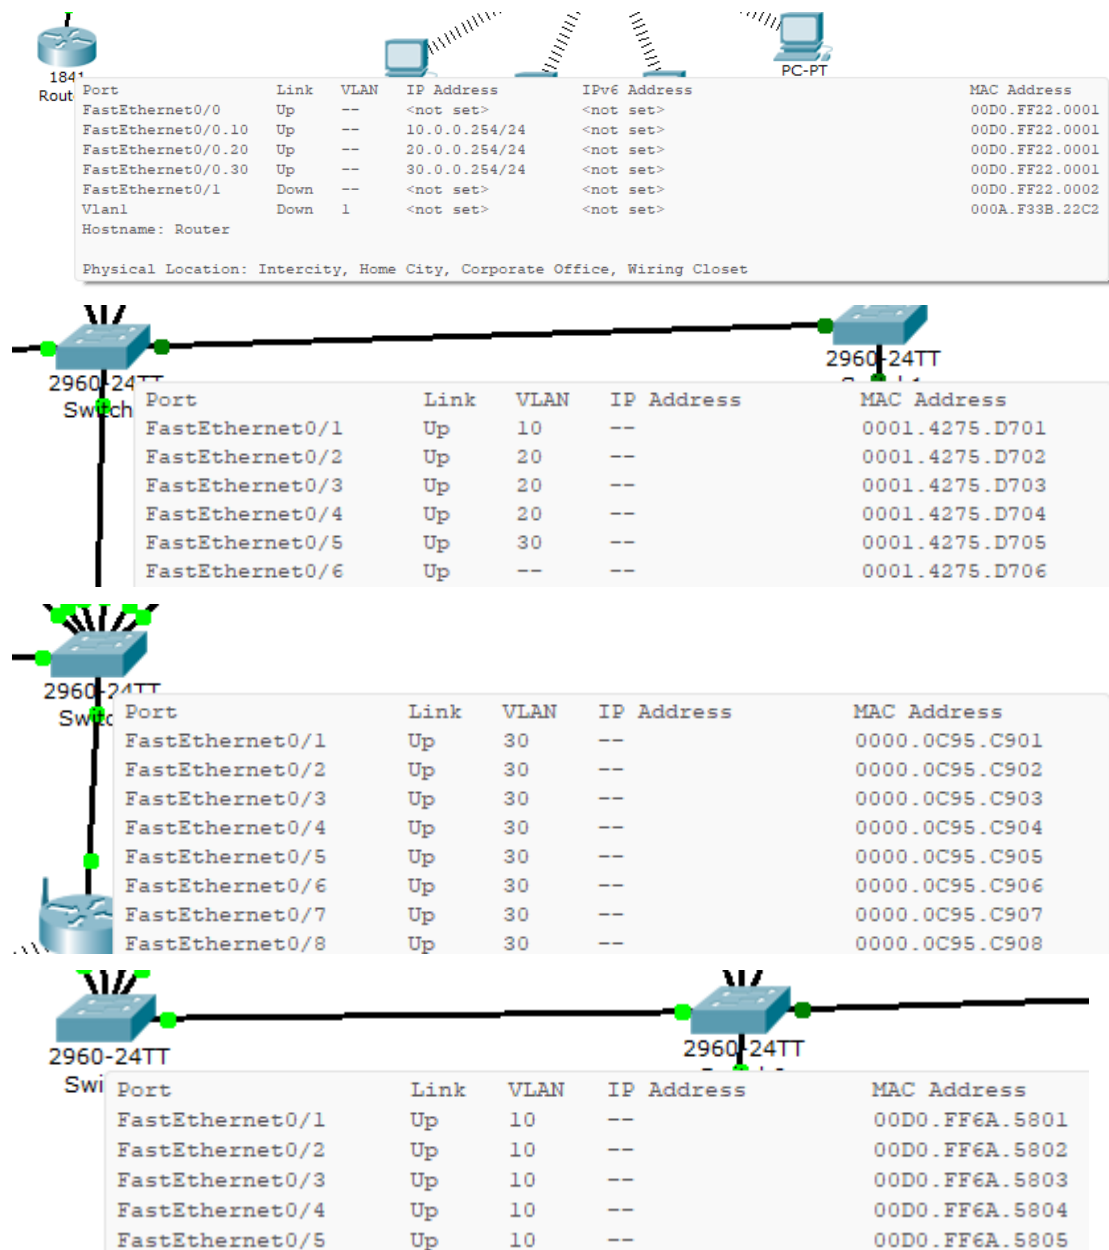 1841
PC-PT
Rout
Port Link VLAN IP Address IPv6 Address MAC Address
FastEthernet0/0 Up -- <not set> <not set> 00D0.FF22.0001
FastEthernet0/0.10 Up -- 10.0.0.254/24 <not set> 00D0.FF22.0001
FastEthernet0/0.20 Up -- 20.0.0.254/24 <not set> 00D0.FF22.0001
FastEthernet0/0.30 Up -- 30.0.0.254/24 <not set> 00D0.FF22.0001
FastEthernet0/1 Down -- <not set> <not set> 00D0.FF22.0002
Vlan1 Down 1 <not set> <not set> 000A.F33B.22C2
Hostname: Router
Physical Location: Intercity, Home City, Corporate Office, Wiring Closet
2960-24TT
2960-24TT
Switch
Port Link VLAN IP Address MAC Address
FastEthernet0/1 Up 10 -- 0001.4275.D701
FastEthernet0/2 Up 20 -- 0001.4275.D702
FastEthernet0/3 Up 20 -- 0001.4275.D703
FastEthernet0/4 Up 20 -- 0001.4275.D704
FastEthernet0/5 Up 30 -- 0001.4275.D705
FastEthernet0/6 Up -- -- 0001.4275.D706
2960-24TT
Switc
Port Link VLAN IP Address MAC Address
FastEthernet0/1 Up 30 -- 0000.0C95.C901
FastEthernet0/2 Up 30 -- 0000.0C95.C902
FastEthernet0/3 Up 30 -- 0000.0C95.C903
FastEthernet0/4 Up 30 -- 0000.0C95.C904
FastEthernet0/5 Up 30 -- 0000.0C95.C905
FastEthernet0/6 Up 30 -- 0000.0C95.C906
FastEthernet0/7 Up 30 -- 0000.0C95.C907
FastEthernet0/8 Up 30 -- 0000.0C95.C908
2960-24TT
2960-24TT
Swi
Port Link VLAN IP Address MAC Address
FastEthernet0/1 Up 10 -- 00D0.FF6A.5801
FastEthernet0/2 Up 10 -- 00D0.FF6A.5802
FastEthernet0/3 Up 10 -- 00D0.FF6A.5803
FastEthernet0/4 Up 10 -- 00D0.FF6A.5804
FastEthernet0/5 Up 10 -- 00D0.FF6A.5805